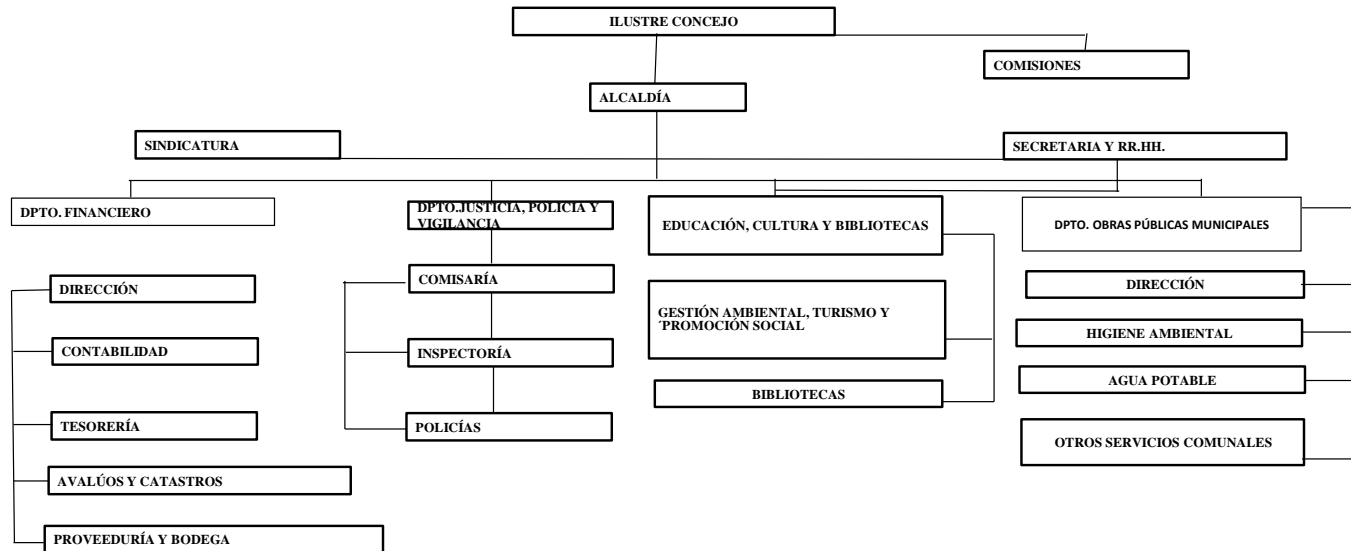 ILUSTRE CONCEJO
COMISIONES
ALCALDÍA
SINDICATURA
SECRETARIA Y RR.HH.
DPTO. FINANCIERO
DIRECCIÓN
CONTABILIDAD
TESORERÍA
AVALÚOS Y CATASTROS
PROVEEDURÍA Y BODEGA
DPTO.JUSTICIA, POLICIA Y
VIGILANCIA
COMISARÍA
INSPECTORÍA
POLICÍAS
EDUCACIÓN, CULTURA Y BIBLIOTECAS
GESTIÓN AMBIENTAL, TURISMO Y
´PROMOCIÓN SOCIAL
BIBLIOTECAS
DPTO. OBRAS PÚBLICAS MUNICIPALES
DIRECCIÓN
HIGIENE AMBIENTAL
AGUA POTABLE
OTROS SERVICIOS COMUNALES